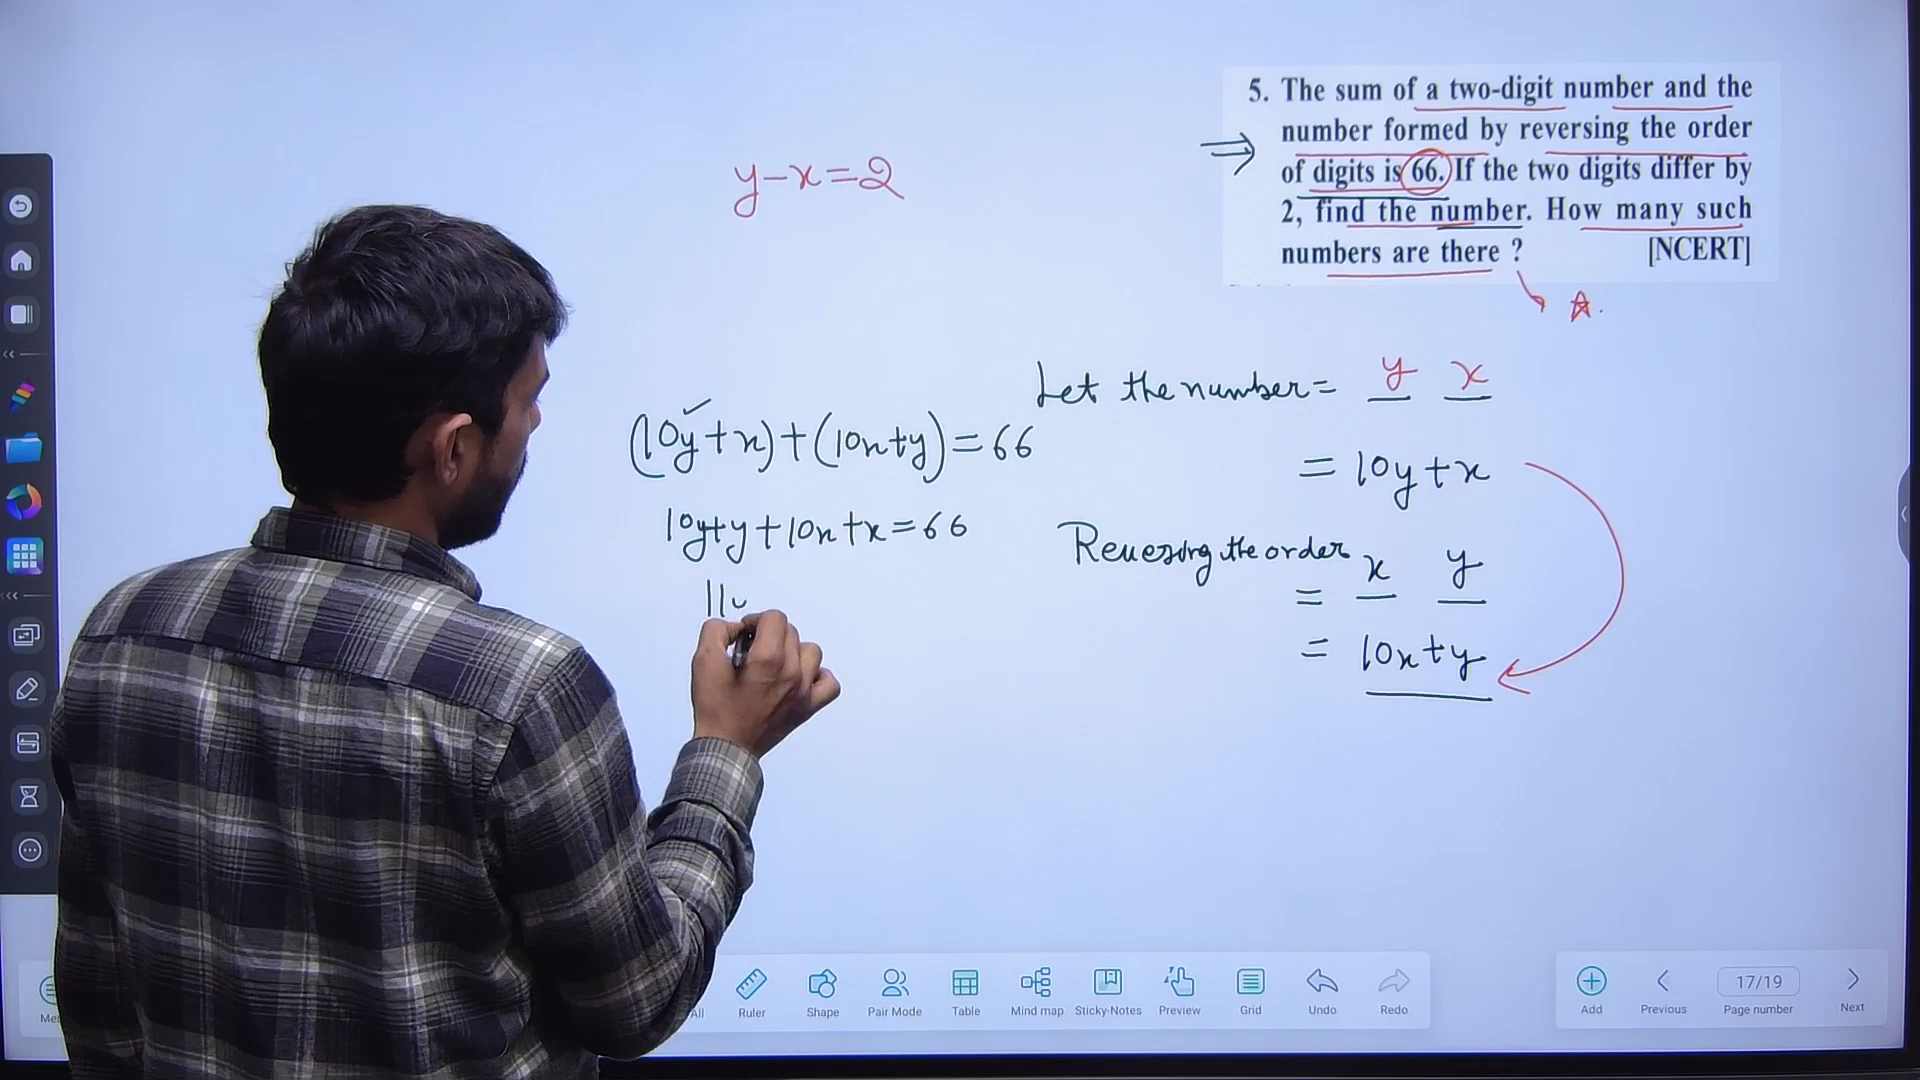 y-x=2
5. The sum of a two-digit number and the
number formed by reversing the order
of digits is 66. If the two digits differ by
2, find the number. How many such
numbers are there ? [NCERT]
Let the number = y x
= 10y+x
Reversing the order
= x y
= 10x+y
(10y+x)+(10x+y)=66
10y+y+10x+x=66
11y
Ruler
Shape
Pair Mode
Table
Mind map
Sticky-Notes
Preview
Grid
Undo
Redo
Add
Previous
17/19
Page number
Next